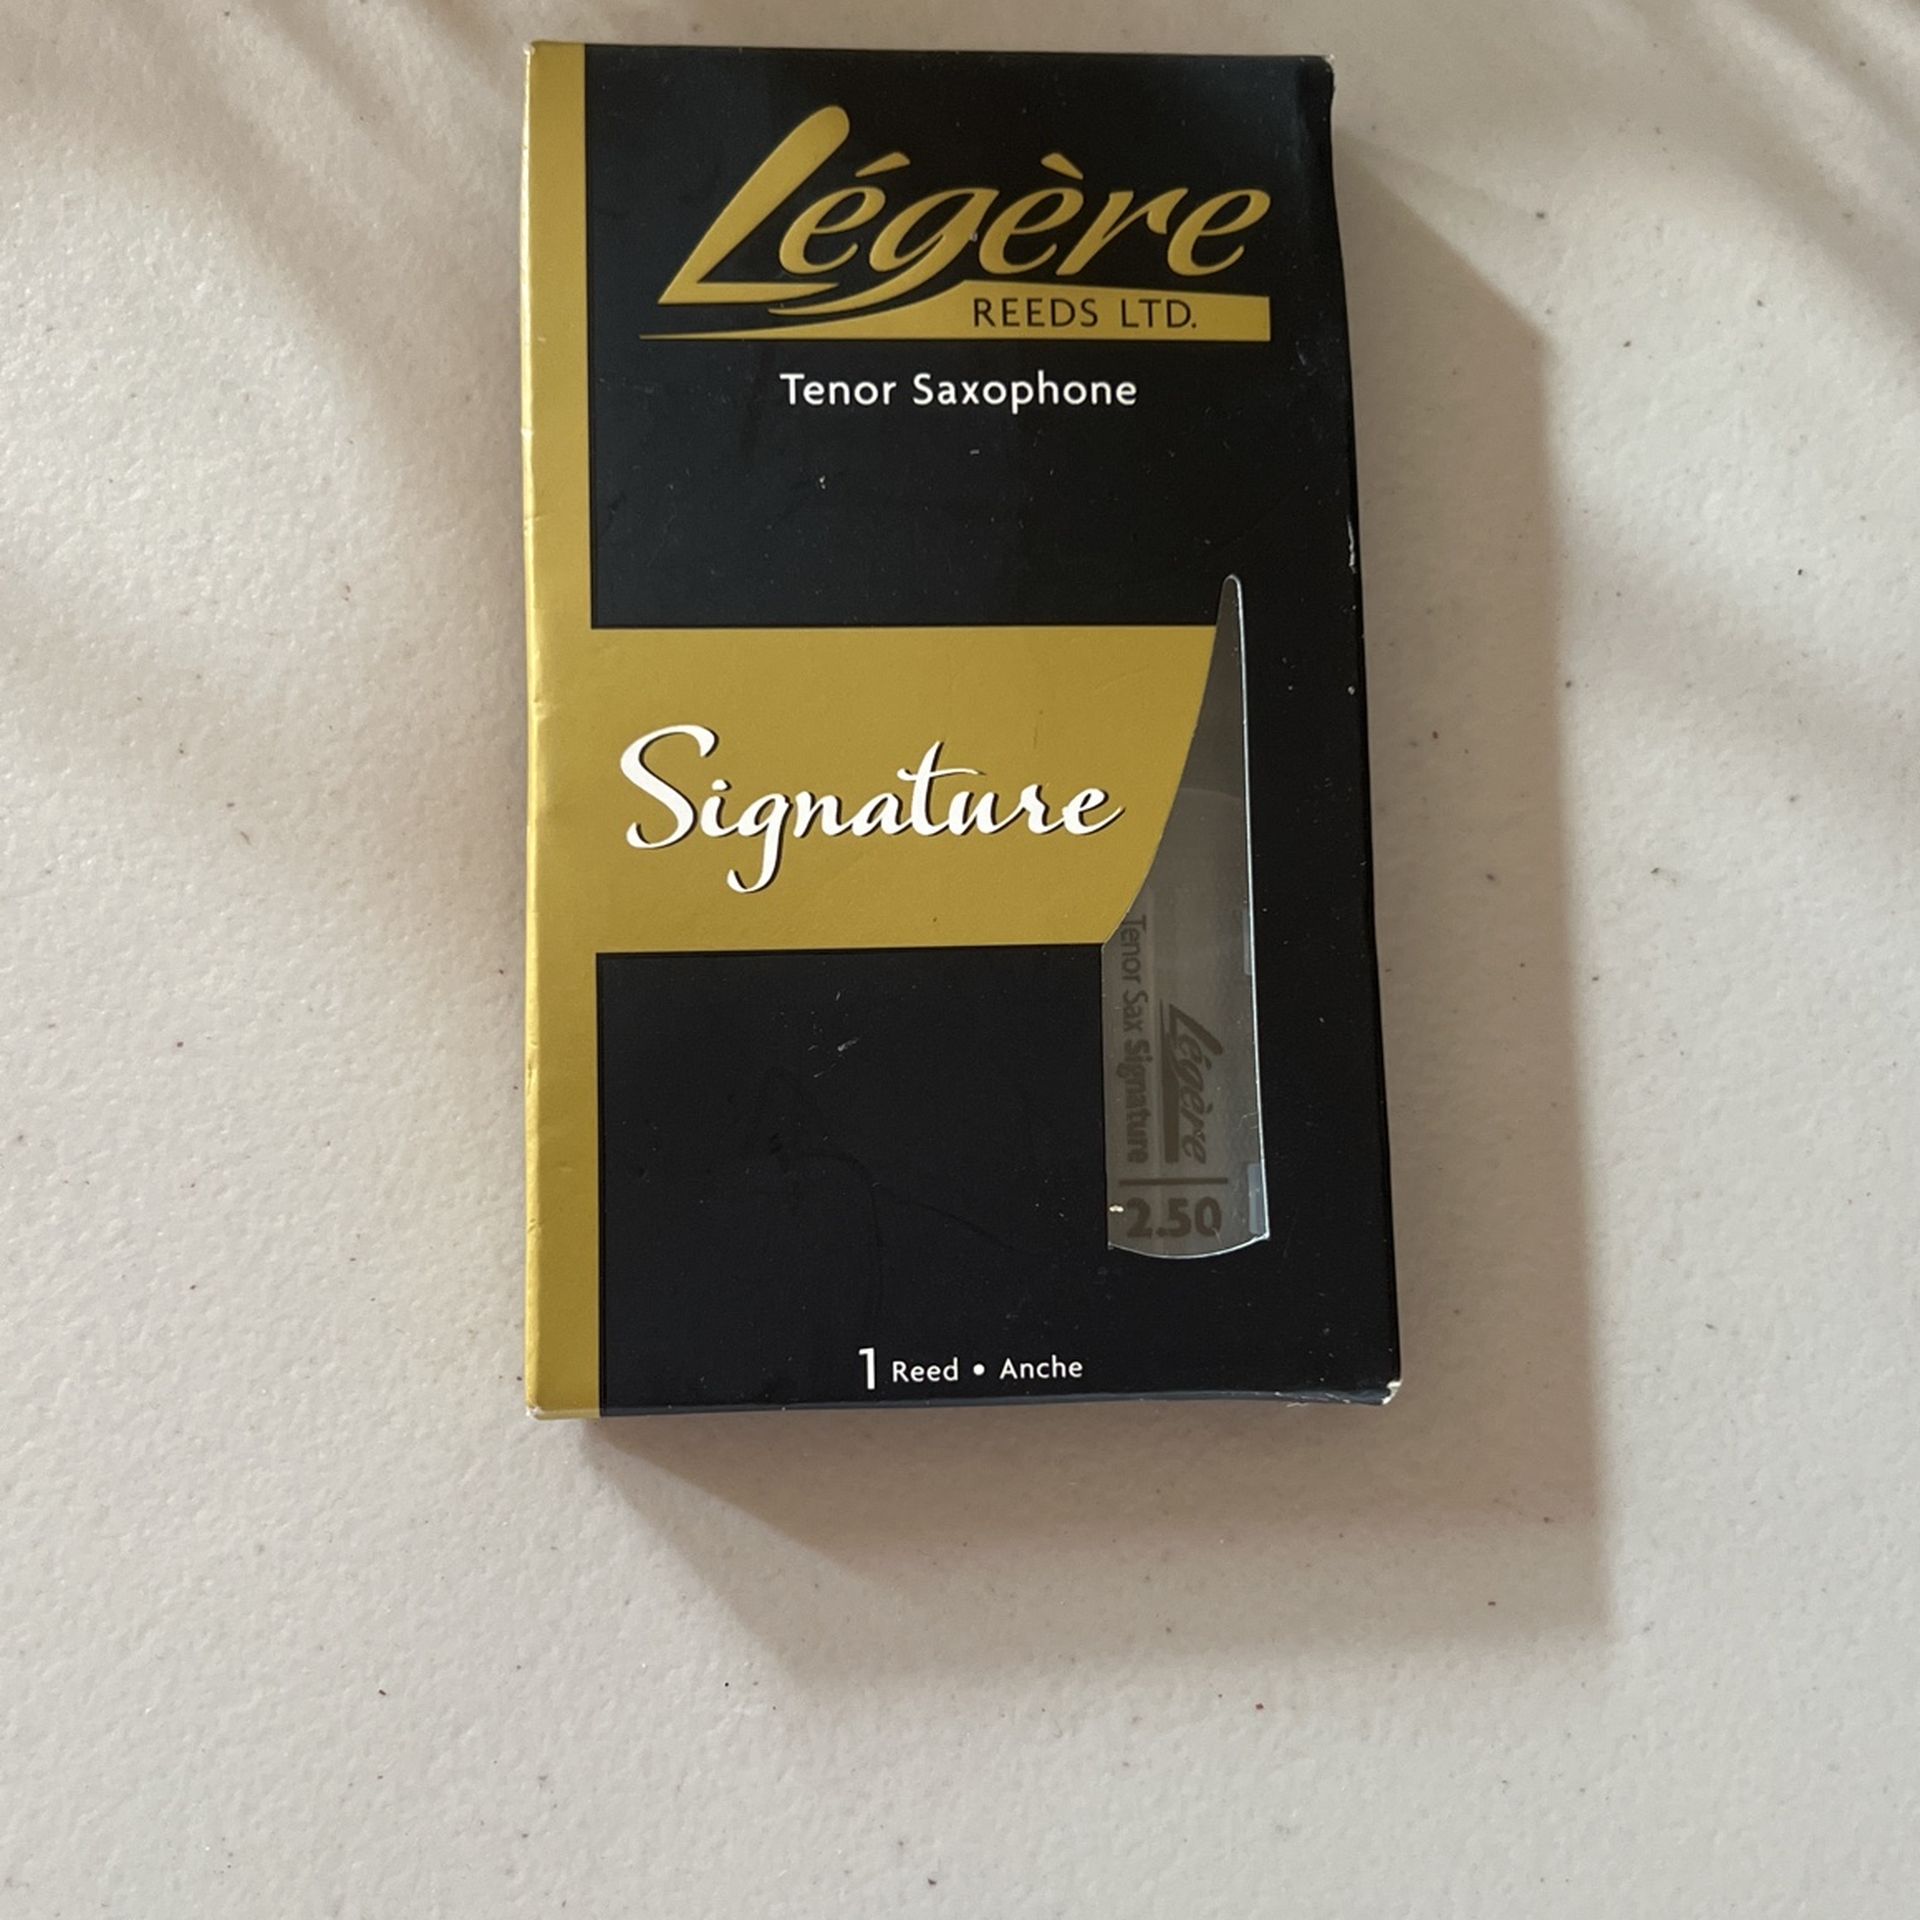 Légère
REEDS LTD.
Tenor Saxophone
Signature
Tenor Sax Signature
Légère
2.50
1 Reed • Anche